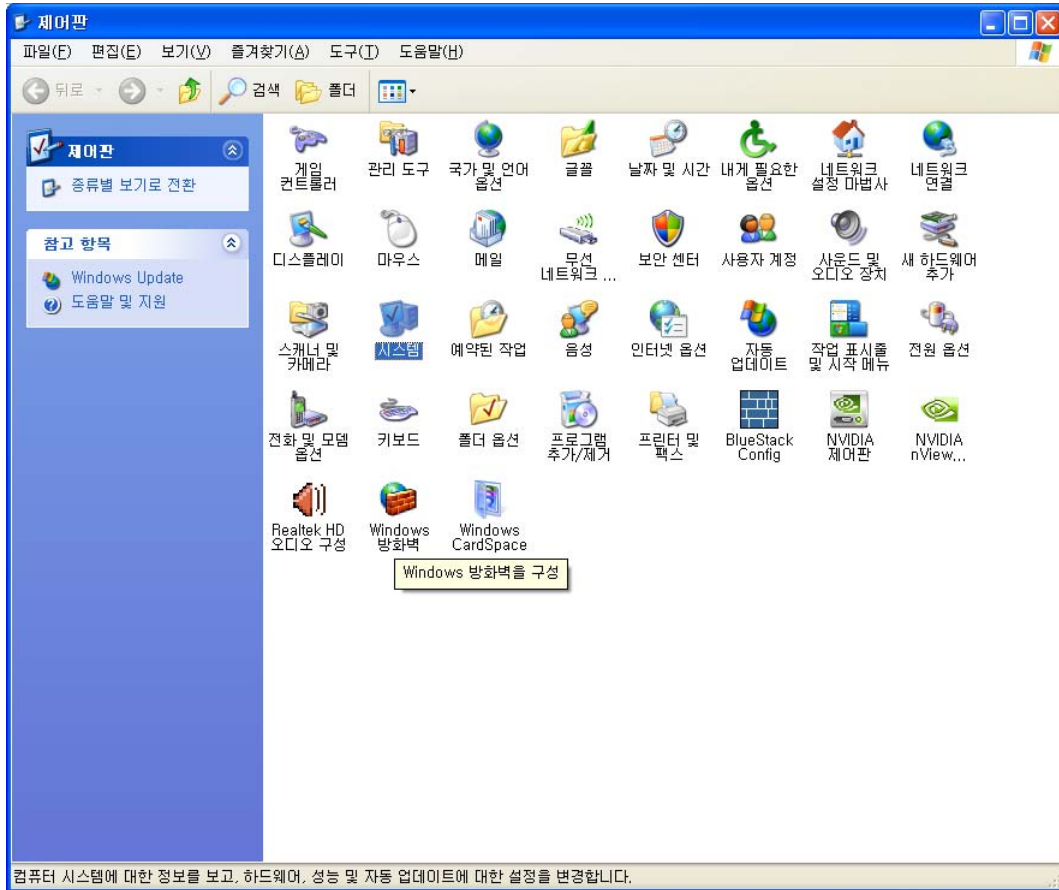 제어판
파일(F) 편집(E) 보기(V) 즐겨찾기(A) 도구(T) 도움말(H)
뒤로 검색 폴더
제어판
종류별 보기로 전환
참고 항목
Windows Update
도움말 및 지원
게임
컨트롤러
관리 도구
국가 및 언어
옵션
글꼴
날짜 및 시간
내게 필요한
옵션
네트워크
설정 마법사
네트워크
연결
디스플레이
마우스
메일
무선
네트워크 ...
보안 센터
사용자 계정
사운드 및
오디오 장치
새 하드웨어
추가
스캐너 및
카메라
시스템
예약된 작업
음성
인터넷 옵션
자동
업데이트
작업 표시줄
및 시작 메뉴
전원 옵션
전화 및 모뎀
옵션
키보드
폴더 옵션
프로그램
추가/제거
프린터 및
팩스
BlueStack
Config
NVIDIA
제어판
NVIDIA
nView...
Realtek HD
오디오 구성
Windows
방화벽
Windows
CardSpace
Windows 방화벽을 구성
컴퓨터 시스템에 대한 정보를 보고, 하드웨어, 성능 및 자동 업데이트에 대한 설정을 변경합니다.